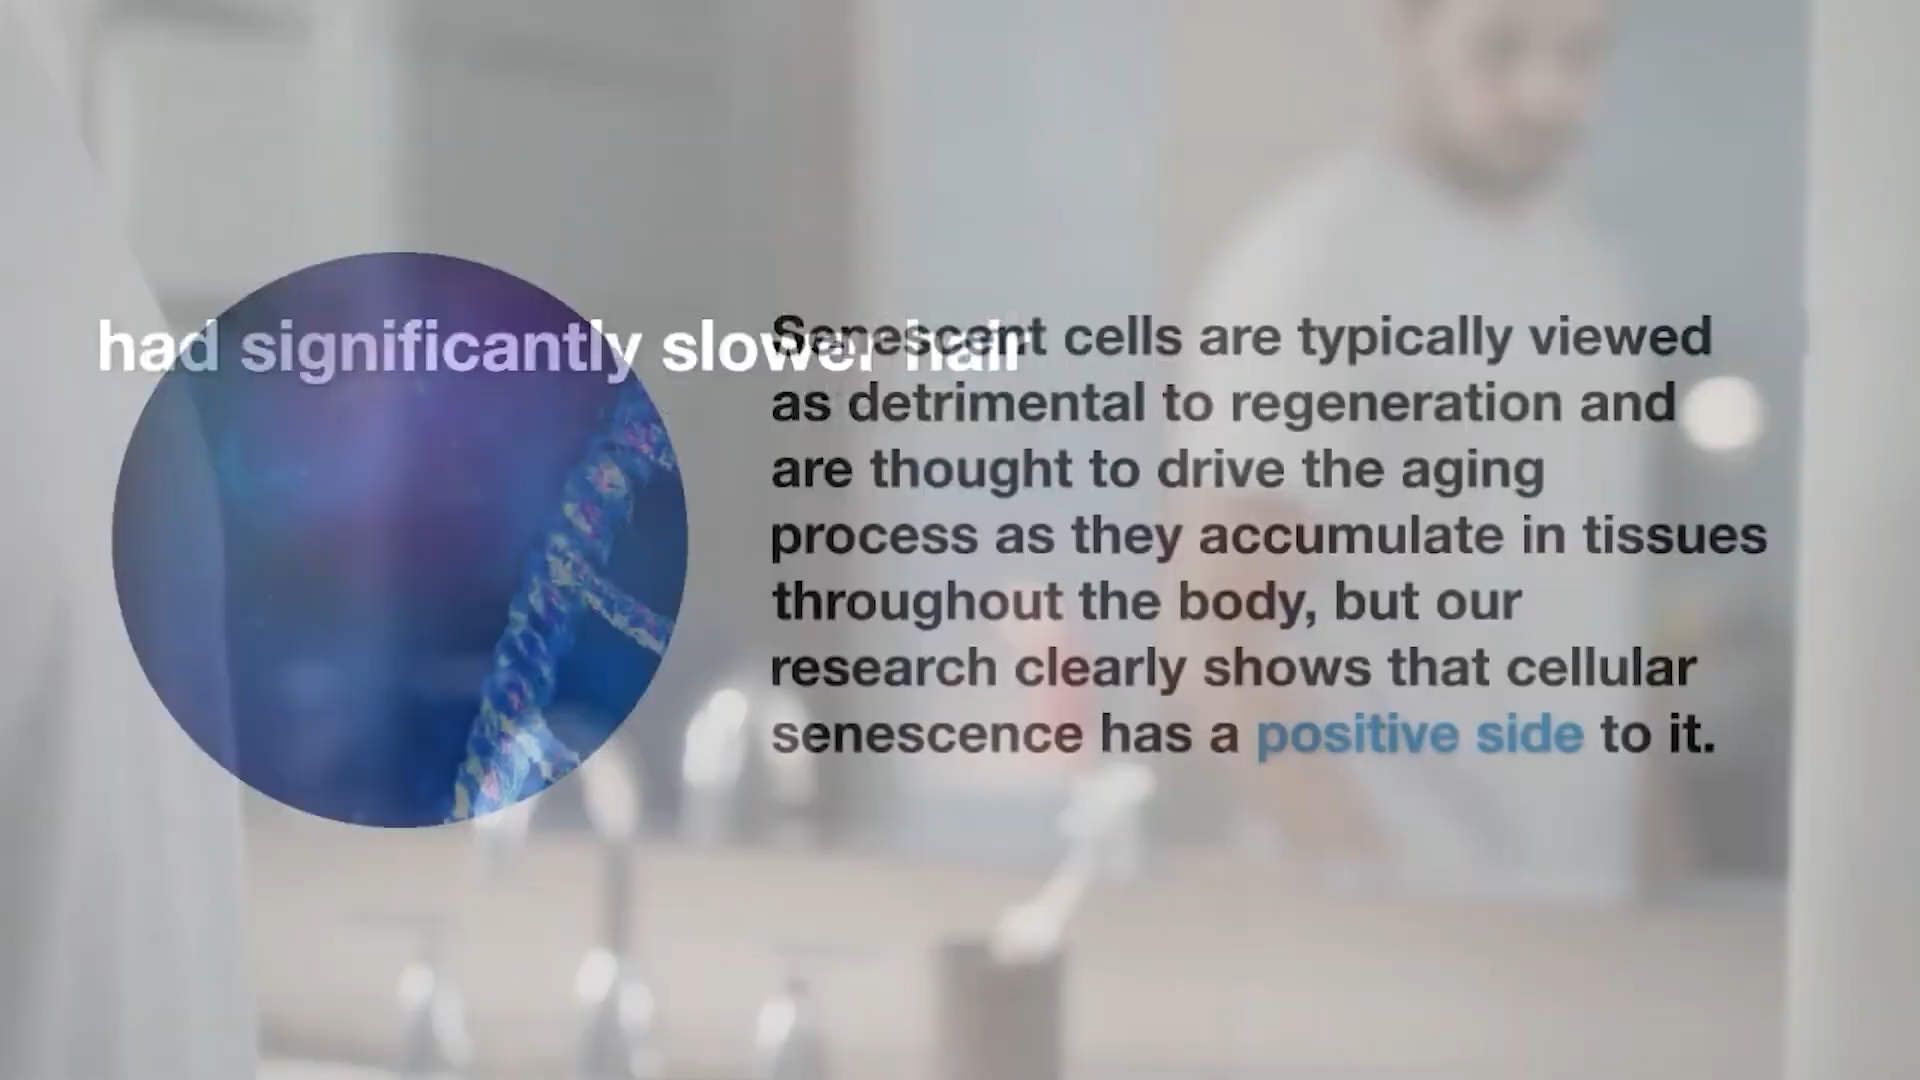 had significantly slower hair
Senescent cells are typically viewed
as detrimental to regeneration and
are thought to drive the aging
process as they accumulate in tissues
throughout the body, but our
research clearly shows that cellular
senescence has a positive side to it.